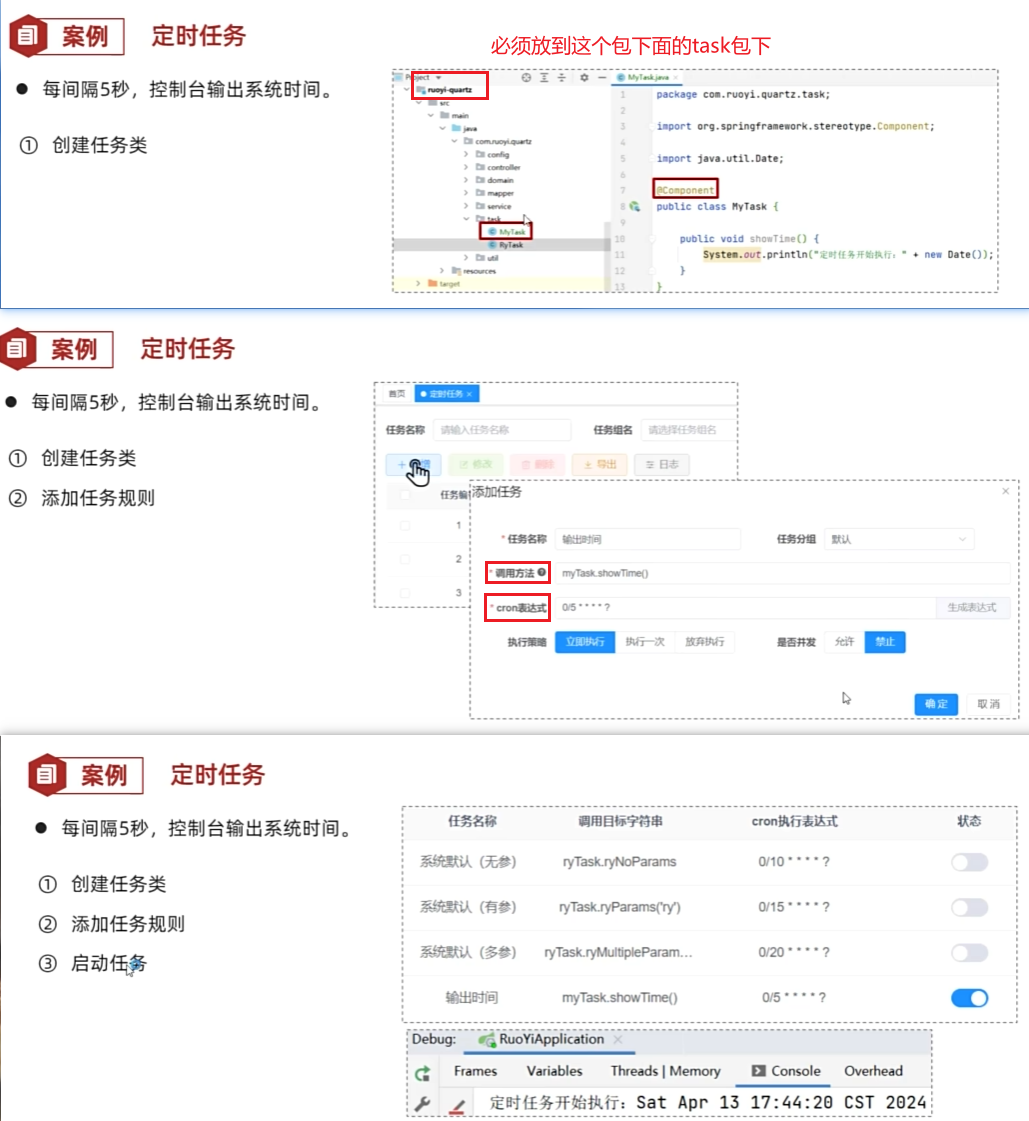 案例 定时任务
必须放到这个包下面的task包下
每间隔5秒，控制台输出系统时间。
① 创建任务类
Project
ruoyi-quartz
src
main
java
com.ruoyi.quartz
config
controller
domain
mapper
service
task
MyTask
RyTask
util
resources
target
MyTask.java
1 package com.ruoyi.quartz.task;
2
3 import org.springframework.stereotype.Component;
4
5 import java.util.Date;
6
7 @Component
8 public class MyTask {
9
10 public void showTime() {
11 System.out.println("定时任务开始执行：" + new Date());
12 }
13 }
案例 定时任务
每间隔5秒，控制台输出系统时间。
① 创建任务类
② 添加任务规则
首页 定时任务 ×
任务名称 请输入任务名称 任务组名 请选择任务组名
+ 修改 删除 导出 日志
任务编
1
2
3
添加任务 ×
* 任务名称 输出时间 任务分组 默认
* 调用方法 myTask.showTime()
* cron表达式 0/5 * * * * ? 生成表达式
执行策略 立即执行 执行一次 放弃执行 是否并发 允许 禁止
确定 取消
案例 定时任务
每间隔5秒，控制台输出系统时间。
① 创建任务类
② 添加任务规则
③ 启动任务
任务名称 调用目标字符串 cron执行表达式 状态
系统默认（无参） ryTask.ryNoParams 0/10 * * * * ?
系统默认（有参） ryTask.ryParams('ry') 0/15 * * * * ?
系统默认（多参） ryTask.ryMultipleParam... 0/20 * * * * ?
输出时间 myTask.showTime() 0/5 * * * * ?
Debug: RuoYiApplication ×
Frames Variables Threads | Memory Console Overhead
定时任务开始执行：Sat Apr 13 17:44:20 CST 2024